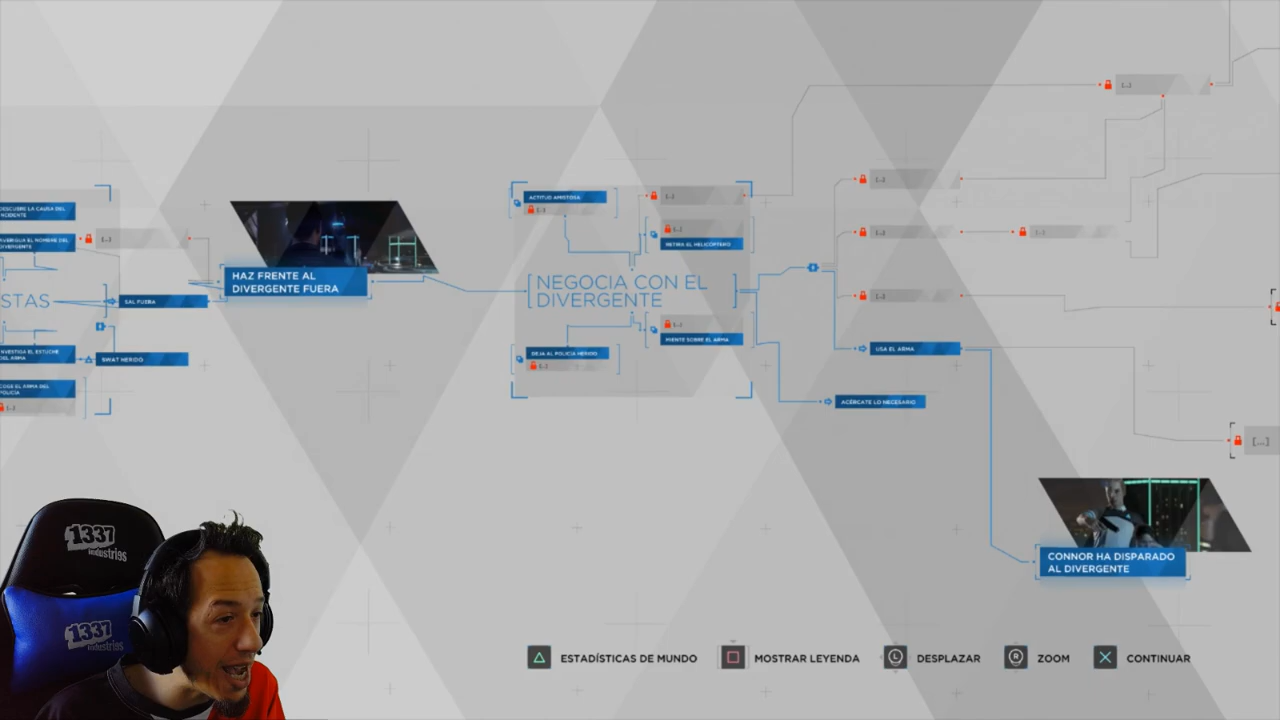 DESCUBRE LA CAUSA DEL
INCIDENTE
AVERIGUA EL NOMBRE DEL
DIVERGENTE
[...]
STAS
SAL FUERA
INVESTIGA EL ESTUCHE
DEL ARMA
SWAT HERIDO
COGE EL ARMA DEL
POLICÍA
[...]
HAZ FRENTE AL
DIVERGENTE FUERA
ACTITUD AMISTOSA
[...]
[...]
[...]
RETIRA EL HELICÓPTERO
NEGOCIA CON EL
DIVERGENTE
[...]
MIENTE SOBRE EL ARMA
DEJA AL POLICÍA HERIDO
[...]
[...]
[...]
[...]
[...]
[...]
USA EL ARMA
ACÉRCATE LO NECESARIO
[...]
CONNOR HA DISPARADO
AL DIVERGENTE
1337
industries
1337
industries
ESTADÍSTICAS DE MUNDO
MOSTRAR LEYENDA
L
DESPLAZAR
R
ZOOM
CONTINUAR